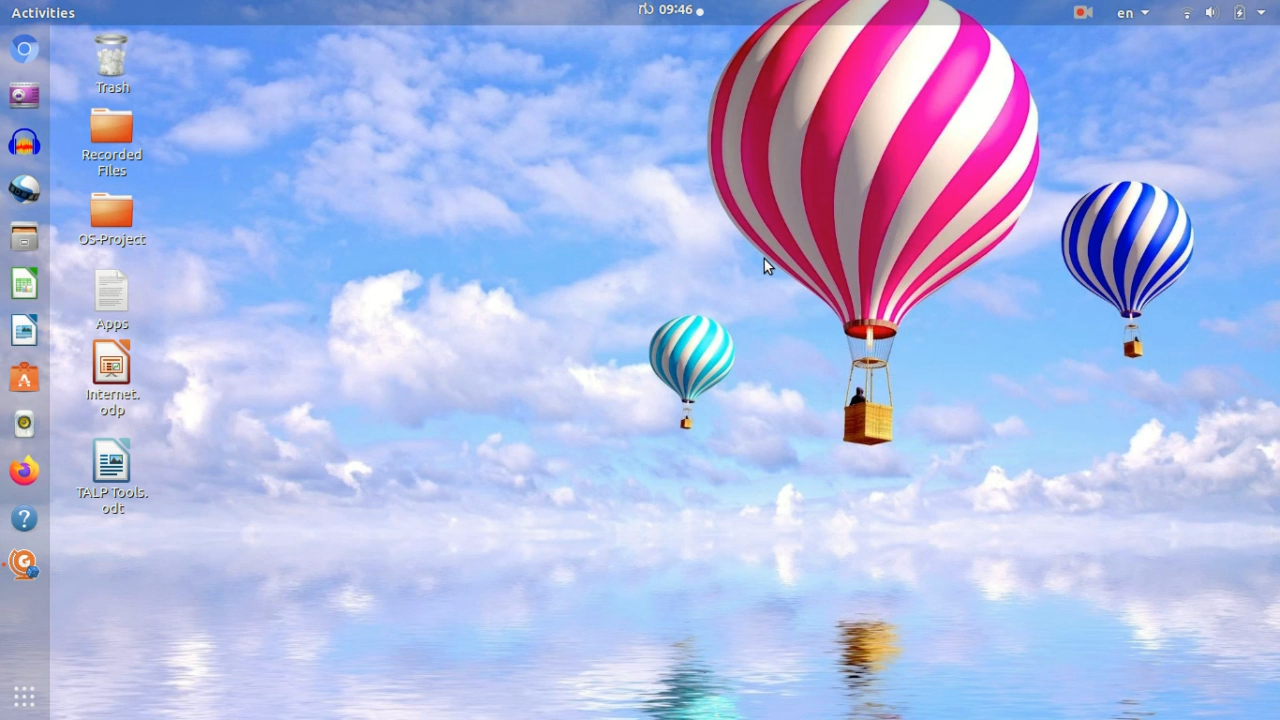 Activities
09:46
en
Trash
Recorded
Files
OS-Project
Apps
Internet.
odp
TALP Tools.
odt